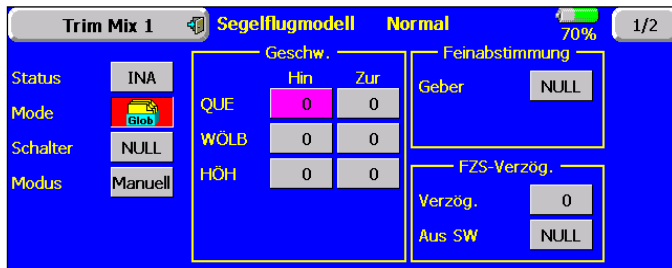 Trim Mix 1 Segelflugmodell Normal 70% 1/2
Status INA
Mode Glob
Schalter NULL
Modus Manuell
Geschw.
Hin Zur
QUE 0 0
WÖLB 0 0
HÖH 0 0
Feinabstimmung
Geber NULL
FZS-Verzög.
Verzög. 0
Aus SW NULL